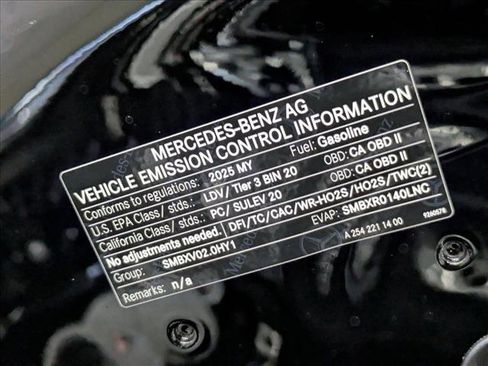 MERCEDES-BENZ AG
VEHICLE EMISSION CONTROL INFORMATION
Conforms to regulations: 2025 MY Fuel: Gasoline
U.S. EPA Class/ stds.: LDV/ Tier 3 BIN 20 OBD: CA OBD II
California Class/ stds.: PC/ SULEV 20 OBD: CA OBD II
No adjustments needed. DFI/TC/CAC/WR-HO2S/HO2S/TWC(2)
Group: SMBXV02.0HY1 EVAP: SMBXR0140LNC
Remarks: n/a A 254 221 14 00